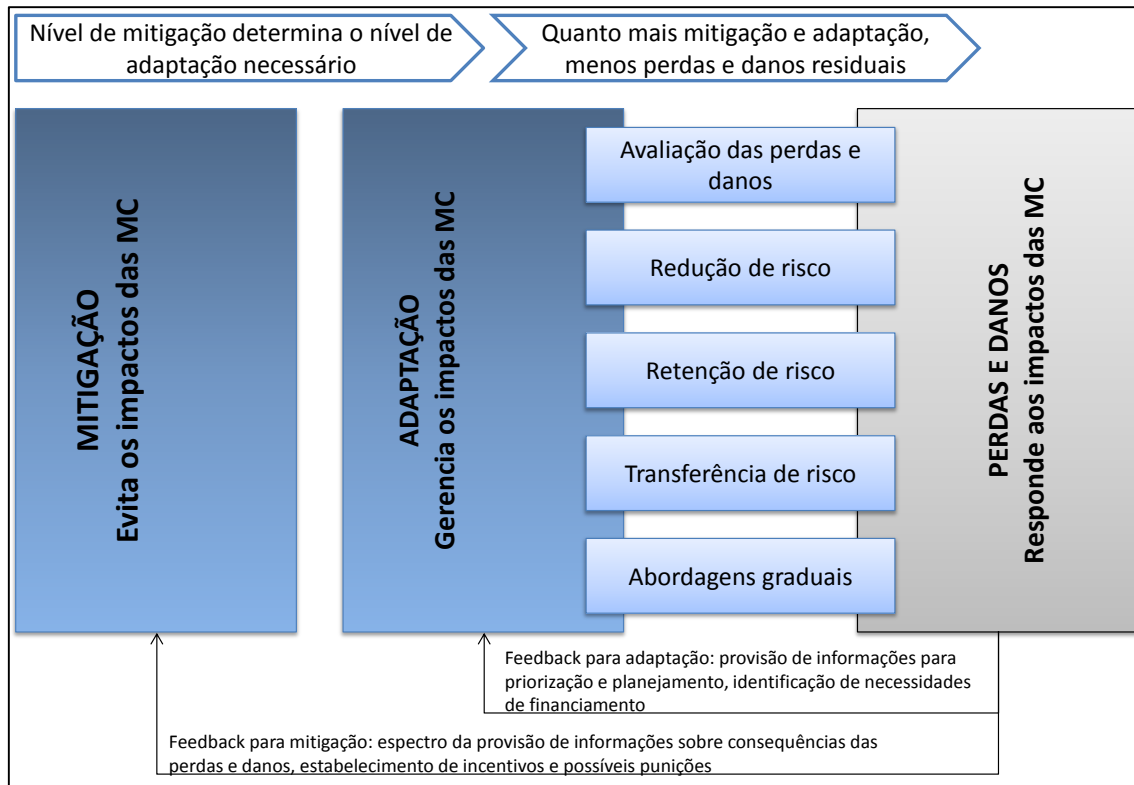 Nível de mitigação determina o nível de
adaptação necessário
Quanto mais mitigação e adaptação,
menos perdas e danos residuais
MITIGAÇÃO
Evita os impactos das MC
ADAPTAÇÃO
Gerencia os impactos das MC
Avaliação das perdas e
danos
Redução de risco
Retenção de risco
Transferência de risco
Abordagens graduais
PERDAS E DANOS
Responde aos impactos das MC
Feedback para adaptação: provisão de informações para
priorização e planejamento, identificação de necessidades
de financiamento
Feedback para mitigação: espectro da provisão de informações sobre consequências das
perdas e danos, estabelecimento de incentivos e possíveis punições